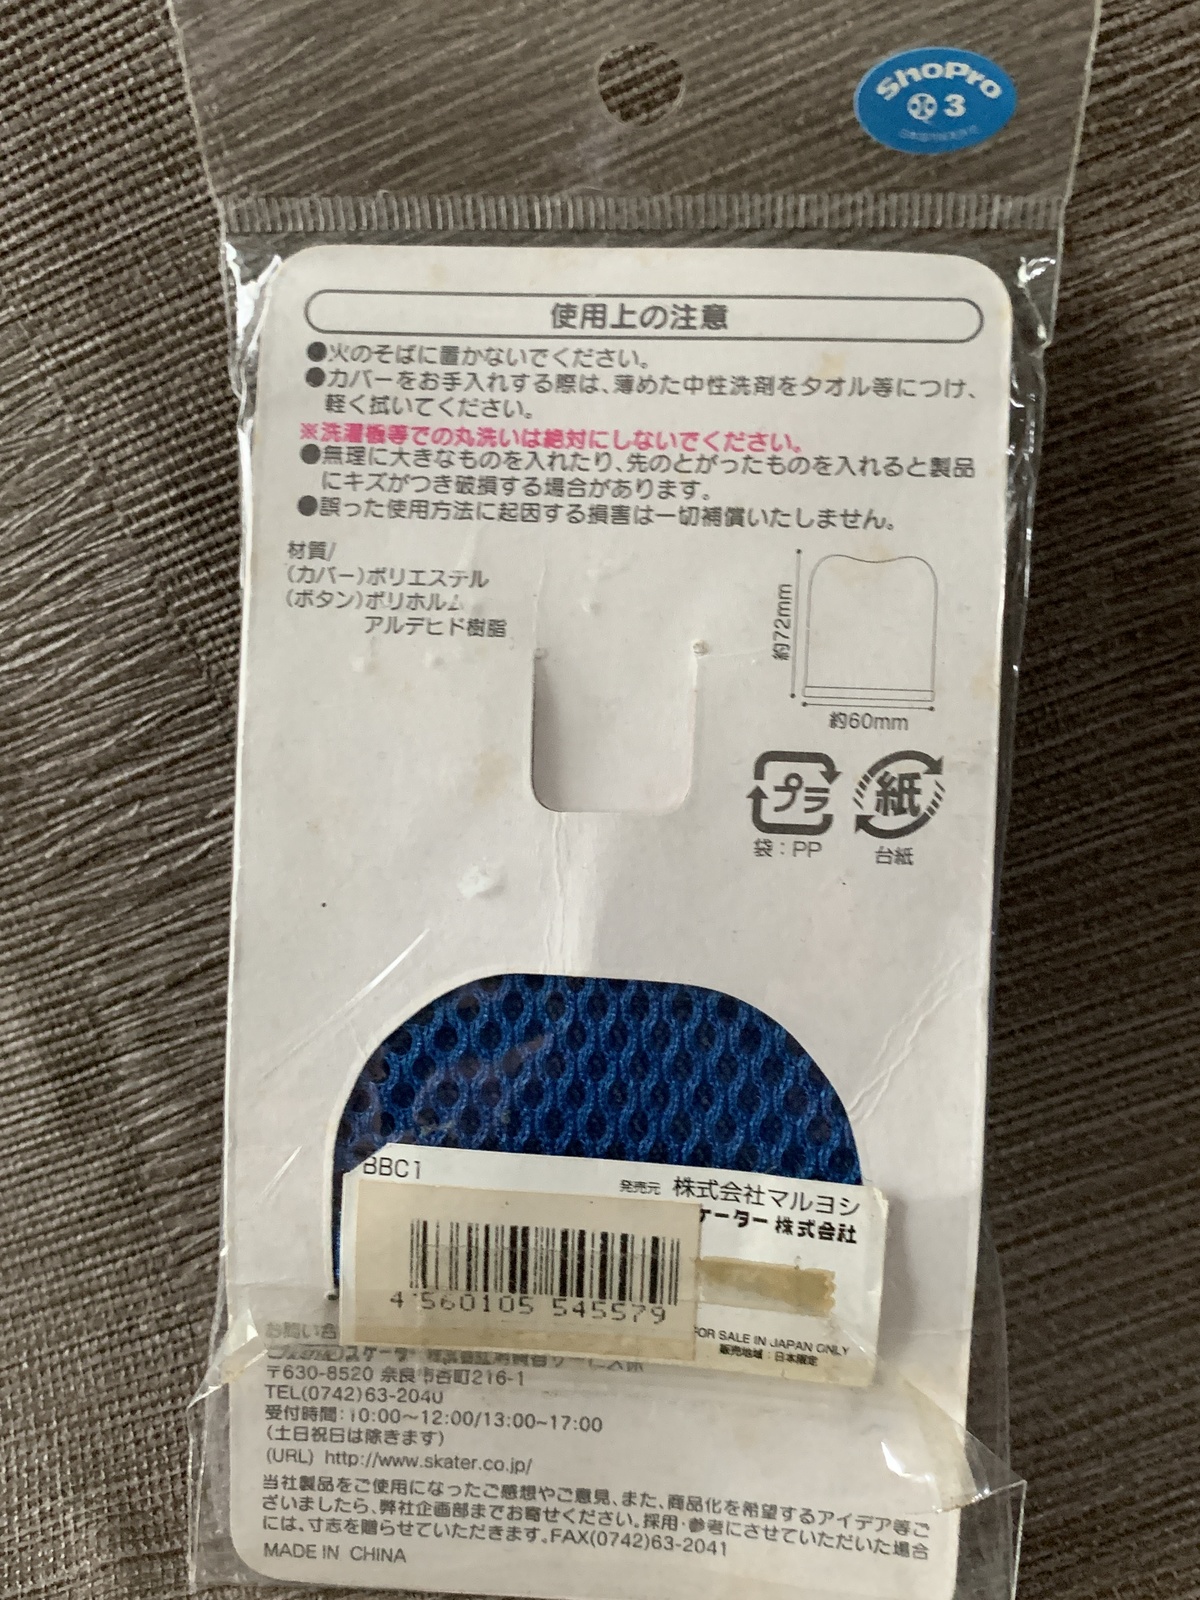 ShoPro
3
使用上の注意
●火のそばに置かないでください。
●カバーをお手入れする際は、薄めた中性洗剤をタオル等につけ、
軽く拭いてください。
※洗濯機等での丸洗いは絶対にしないでください。
●無理に大きなものを入れたり、先のとがったものを入れると製品
にキズがつき破損する場合があります。
●誤った使用方法に起因する損害は一切補償いたしません。
材質/
(カバー)ポリエステル
(ボタン)ポリホルム
アルデヒド樹脂
約72mm
約60mm
プラ
紙
袋:PP
台紙
BBC1
発売元 株式会社マルヨシ
ケーター株式会社
4 560105 545579
FOR SALE IN JAPAN ONLY
販売地域:日本限定
お問い合
スケーター
〒630-8520 奈良市杏町216-1
TEL(0742)63-2040
受付時間:10:00〜12:00/13:00~17:00
(土日祝日は除きます)
(URL) http://www.skater.co.jp/
当社製品をご使用になったご感想やご意見、また、商品化を希望するアイデア等ご
ざいましたら、弊社企画部までお寄せください。採用・参考にさせていただいた場合
には、寸志を贈らせていただきます。FAX(0742)63-2041
MADE IN CHINA